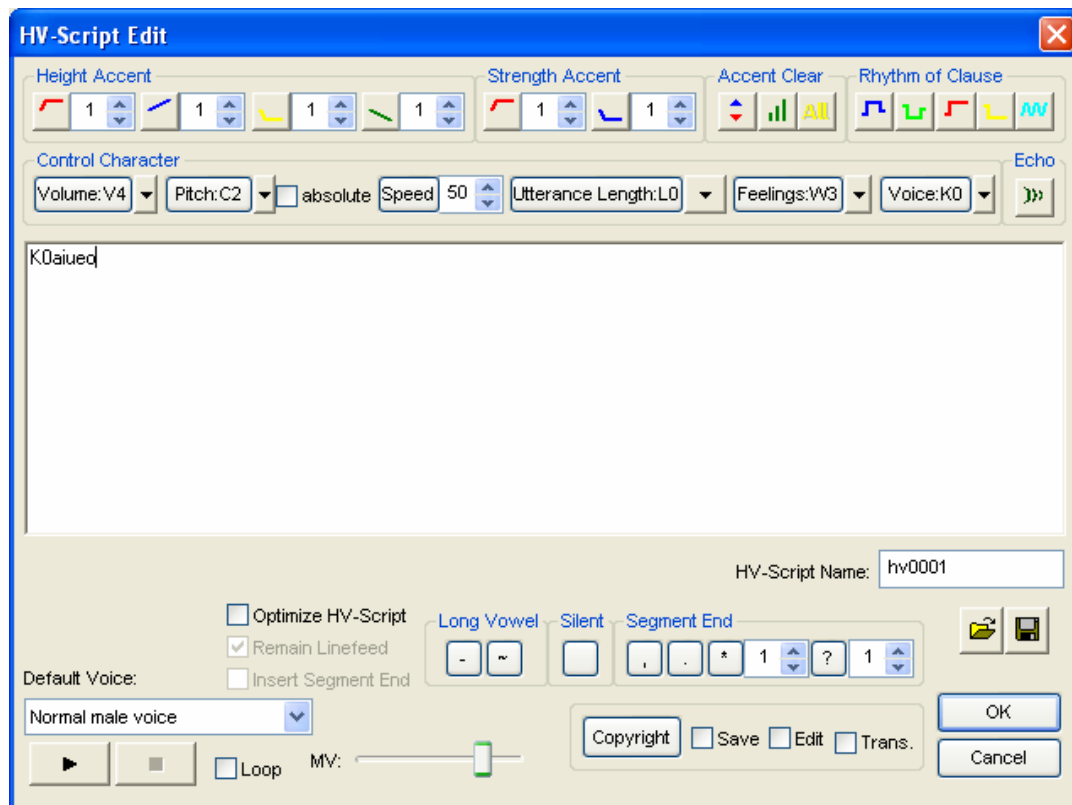 HV-Script Edit
Height Accent Strength Accent Accent Clear Rhythm of Clause
1 1 1 1 1 1 All
Control Character Echo
Volume:V4 Pitch:C2 absolute Speed 50 Utterance Length:L0 Feelings:W3 Voice:K0
K0aiueo
HV-Script Name: hv0001
Optimize HV-Script Long Vowel Silent Segment End
Remain Linefeed - ~ , . * 1 ? 1
Default Voice: Insert Segment End
Normal male voice OK
Copyright Save Edit Trans.
Loop MV: Cancel